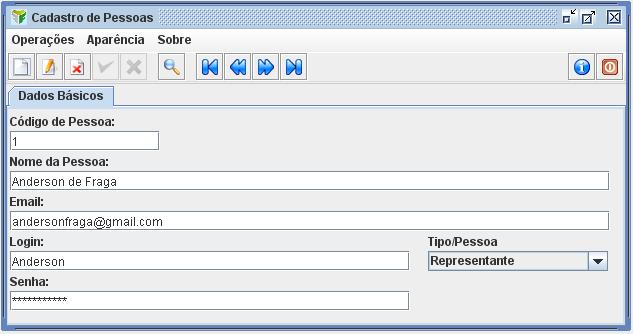 Cadastro de Pessoas
Operações Aparência Sobre
Dados Básicos
Código de Pessoa:
1
Nome da Pessoa:
Anderson de Fraga
Email:
andersonfraga@gmail.com
Login: Tipo/Pessoa
Anderson Representante
Senha:
***********